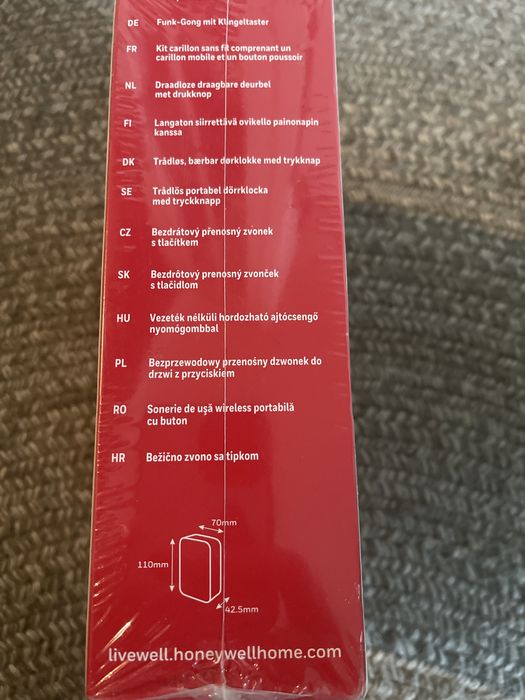 DE Funk-Gong mit Klingeltaster
FR Kit carillon sans fil comprenant un
carillon mobile et un bouton poussoir
NL Draadloze draagbare deurbel
met drukknop
FI Langaton siirrettävä ovikello painonapin
kanssa
DK Trådløs, bærbar dørklokke med trykknap
SE Trådlös portabel dörrklocka
med tryckknapp
CZ Bezdrátový přenosný zvonek
s tlačítkem
SK Bezdrôtový prenosný zvonček
s tlačidlom
HU Vezeték nélküli hordozható ajtócsengő
nyomógombbal
PL Bezprzewodowy przenośny dzwonek do
drzwi z przyciskiem
RO Sonerie de ușă wireless portabilă
cu buton
HR Bežično zvono sa tipkom
70mm
110mm
42.5mm
livewell.honeywellhome.com